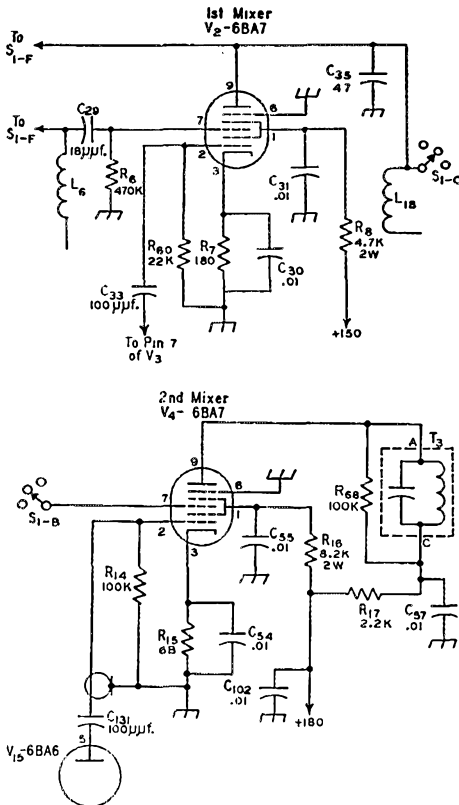 1st Mixer
V2-6BA7
To
S1-F
C35
47
9
6
To
S1-F
C29
18µµf.
7
1
2
3
S1-C
L6
R6
470K
C31
.01
L18
R8
4.7K
2W
R60
22K
R7
180
C30
.01
C33
100µµf.
To Pin 7
of V3
+150
2nd Mixer
V4- 6BA7
9
A
T3
6
R68
100K
7
1
S1-B
2
C55
.01
R16
8.2K
2W
3
C
R14
100K
R17
2.2K
C57
.01
R15
68
C54
.01
C102
.01
C131
100µµf.
+180
5
V15-6BA6